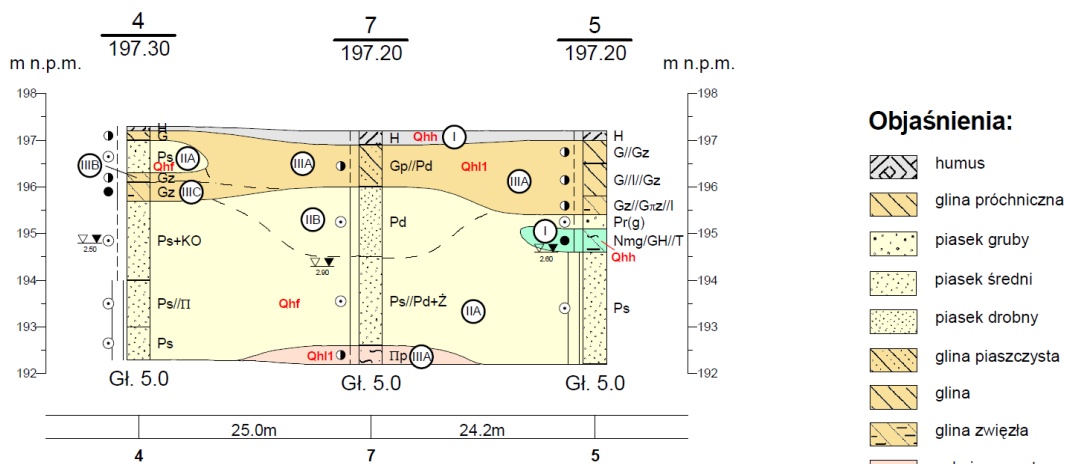 4 7 5
197.30 197.20 197.20
m n.p.m. m n.p.m.
198 198
H H Qhh I H
197 G 197
IIIB Ps IIA Qhf IIIA Gp//Pd Qhl1 G//Gz
Gz IIIA G//I//Gz
196 Gz IIIC 196
Gz//Gπz//I
IIB Pd Pr(g)
195 Ps+KO I Nmg/GH//T 195
2.50 2.90 2.60 Qhh
194 194
Ps//Π Qhf Ps//Pd+Ż IIA Ps
193 193
Ps Qhl1 Πp IIIA
192 192
Gł. 5.0 Gł. 5.0 Gł. 5.0
25.0m 24.2m
4 7 5
Objaśnienia:
humus
glina próchniczna
piasek gruby
piasek średni
piasek drobny
glina piaszczysta
glina
glina zwięzła